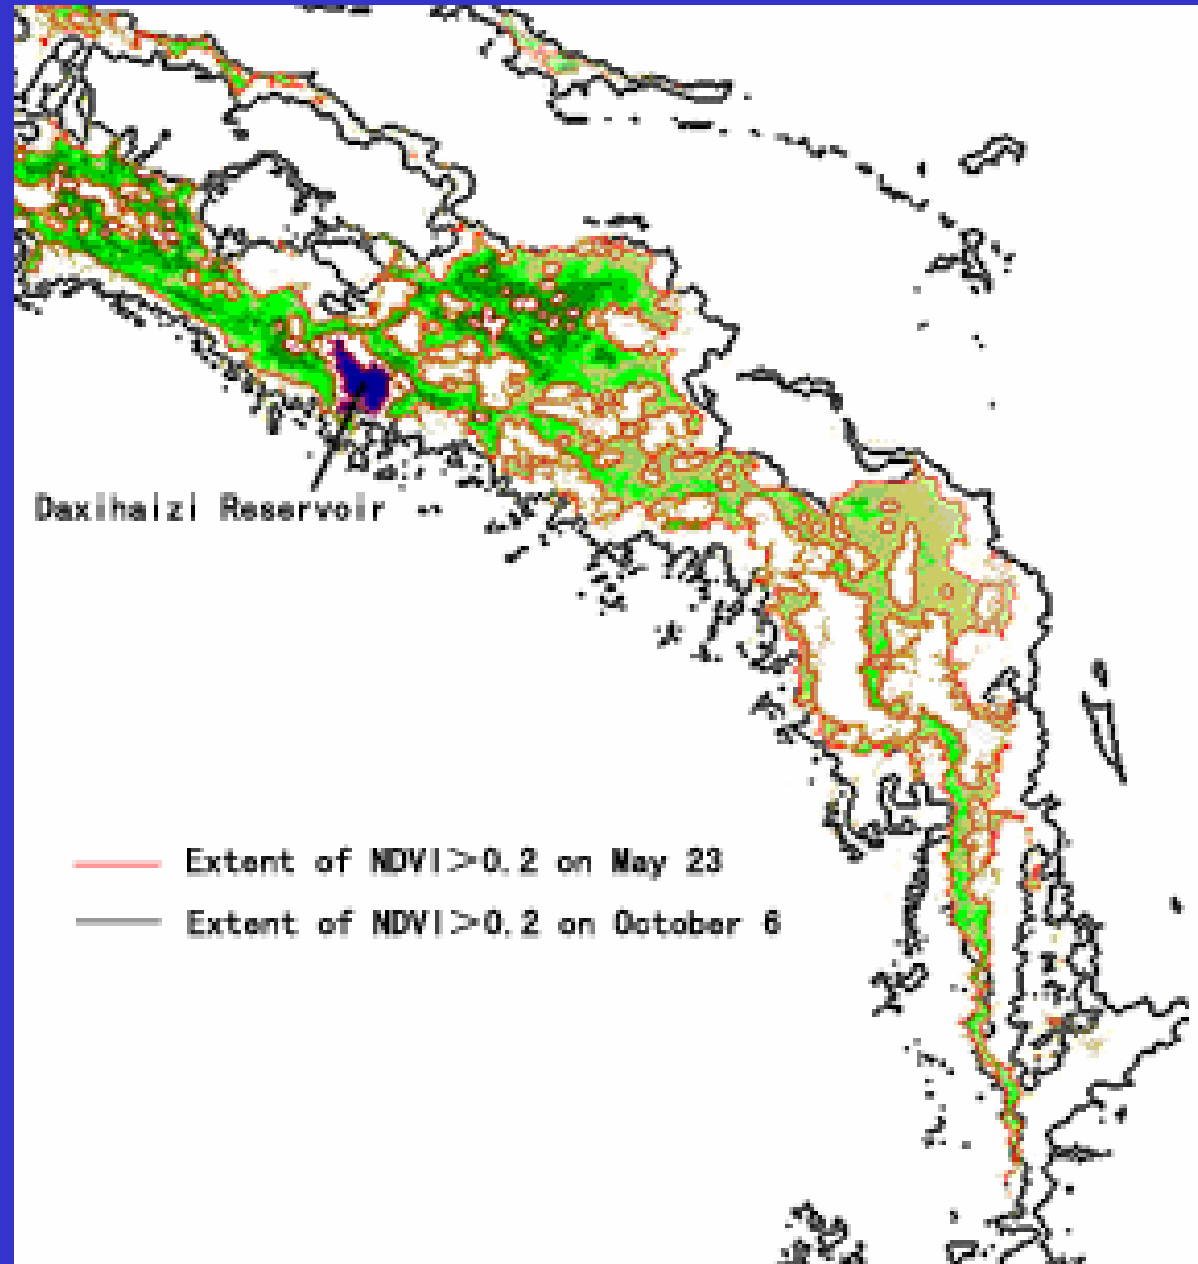 Daxihaizi Reservoir
Extent of NDVI>0.2 on May 23
Extent of NDVI>0.2 on October 6